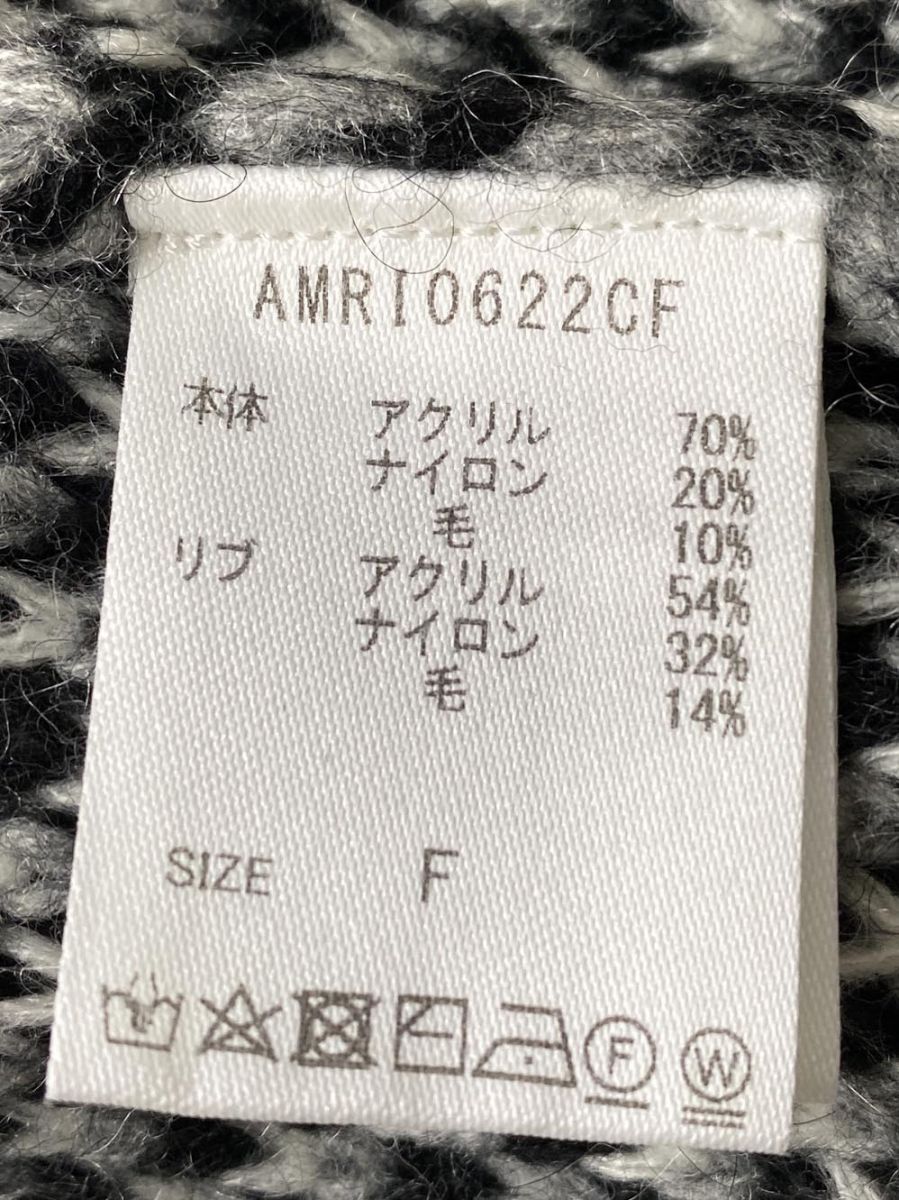 AMRI0622CF
本体 アクリル 70%
ナイロン 20%
毛 10%
リブ アクリル 54%
ナイロン 32%
毛 14%
SIZE F
F W